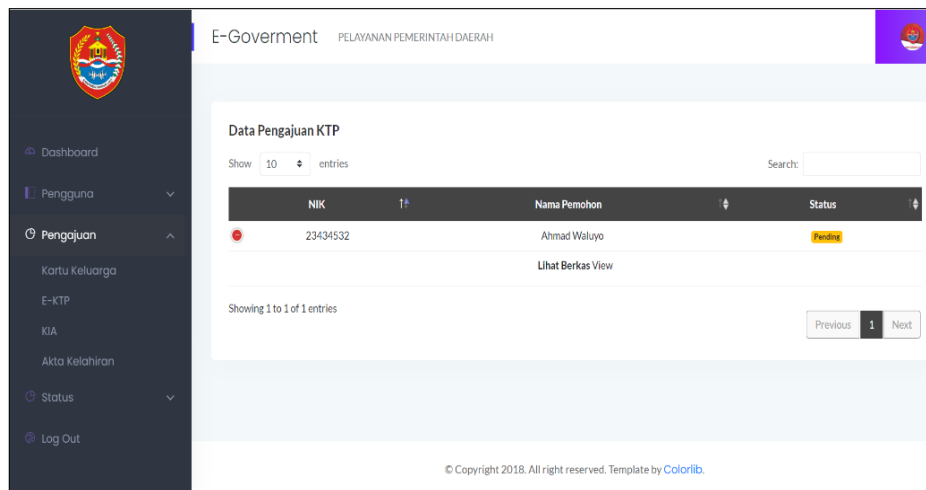 E-Goverment PELAYANAN PEMERINTAH DAERAH
Dashboard
Pengguna
Pengajuan
Kartu Keluarga
E-KTP
KIA
Akta Kelahiran
Status
Log Out
Data Pengajuan KTP
Show 10 entries Search:
NIK Nama Pemohon Status
23434532 Ahmad Waluyo Pending
Lihat Berkas View
Showing 1 to 1 of 1 entries
Previous 1 Next
© Copyright 2018. All right reserved. Template by Colorlib.